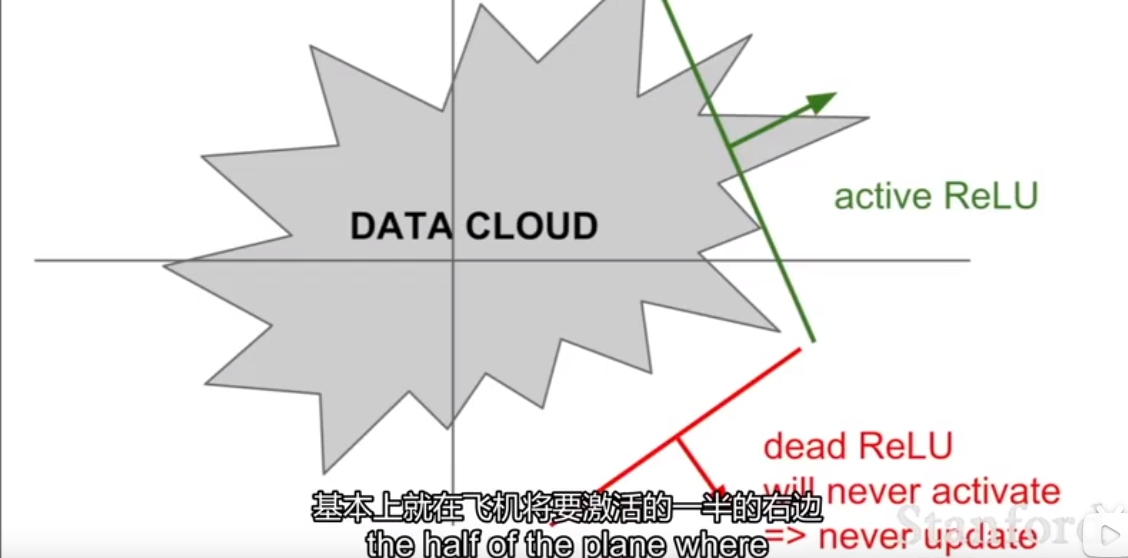 DATA CLOUD
active ReLU
dead ReLU
will never activate
=> never update
基本上就在飞机将要激活的一半的右边
the half of the plane where
Stanford